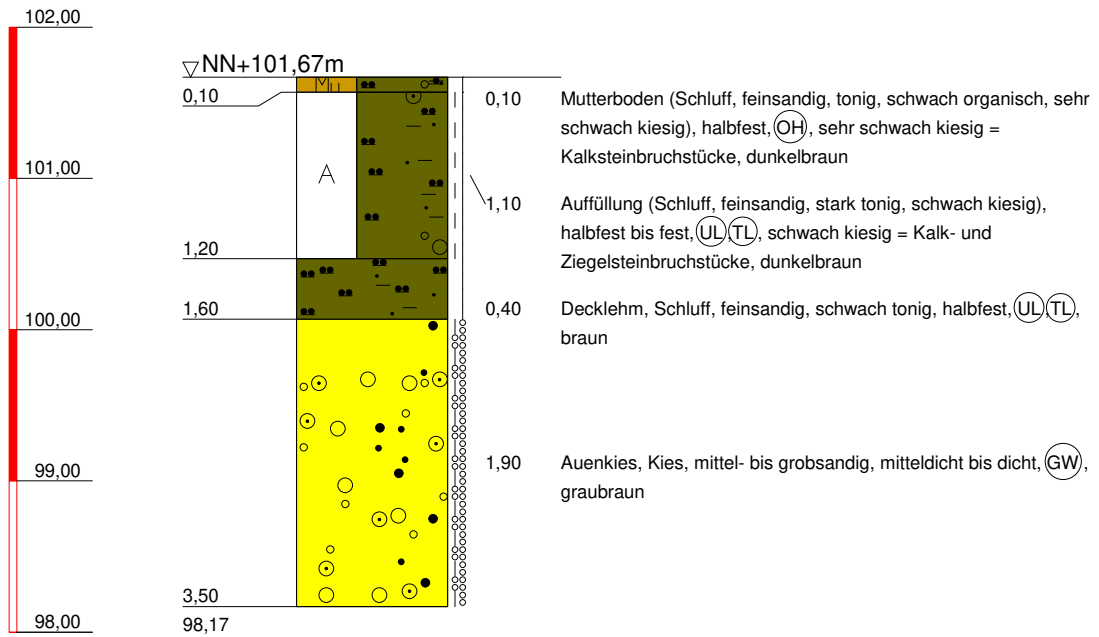 102,00
NN+101,67m
Mu
0,10
0,10
Mutterboden (Schluff, feinsandig, tonig, schwach organisch, sehr
schwach kiesig), halbfest, OH, sehr schwach kiesig =
Kalksteinbruchstücke, dunkelbraun
101,00
A
1,10
Auffüllung (Schluff, feinsandig, stark tonig, schwach kiesig),
halbfest bis fest, UL, TL, schwach kiesig = Kalk- und
Ziegelsteinbruchstücke, dunkelbraun
1,20
1,60
0,40
Decklehm, Schluff, feinsandig, schwach tonig, halbfest, UL, TL,
braun
100,00
99,00
1,90
Auenkies, Kies, mittel- bis grobsandig, mitteldicht bis dicht, GW,
graubraun
3,50
98,17
98,00